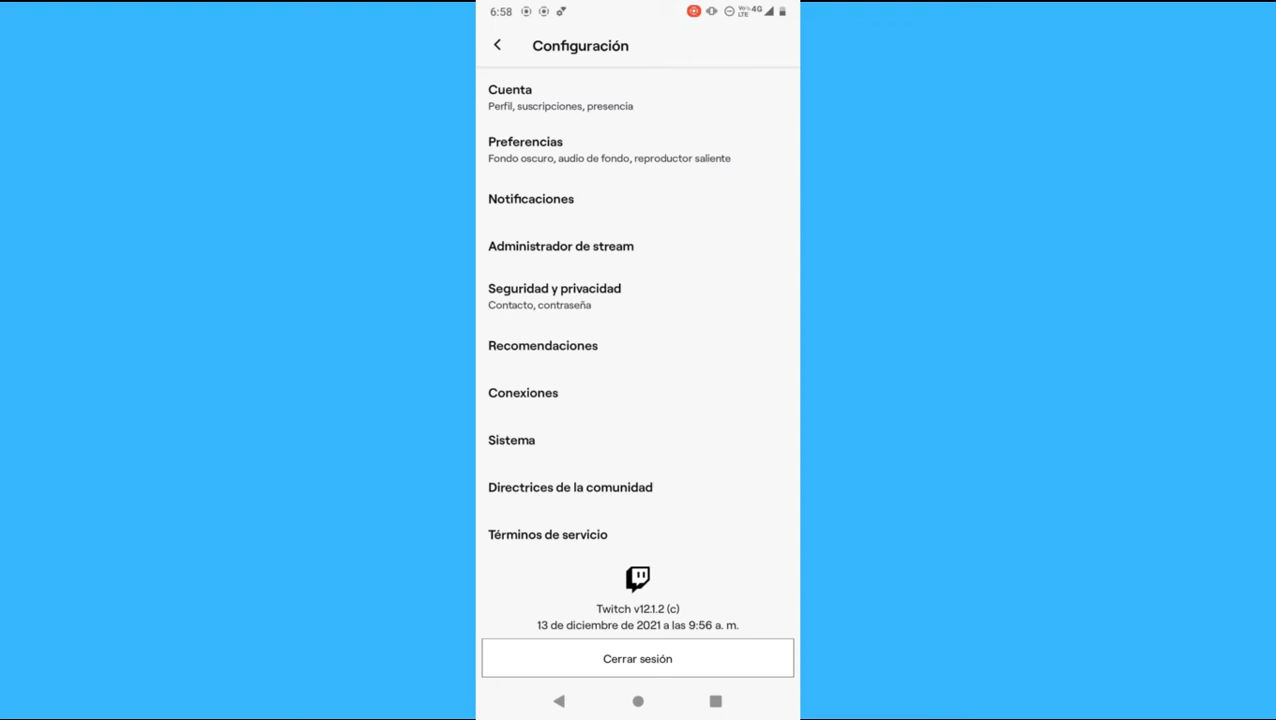 6:58 VoLTE 4G
Configuración
Cuenta
Perfil, suscripciones, presencia
Preferencias
Fondo oscuro, audio de fondo, reproductor saliente
Notificaciones
Administrador de stream
Seguridad y privacidad
Contacto, contraseña
Recomendaciones
Conexiones
Sistema
Directrices de la comunidad
Términos de servicio
Twitch v12.1.2 (c)
13 de diciembre de 2021 a las 9:56 a. m.
Cerrar sesión